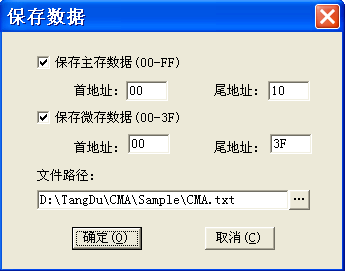 保存数据
保存主存数据(00-FF)
首地址: 00 尾地址: 10
保存微存数据(00-3F)
首地址: 00 尾地址: 3F
文件路径:
D:\TangDu\CMA\Sample\CMA.txt ...
确定(O) 取消(C)